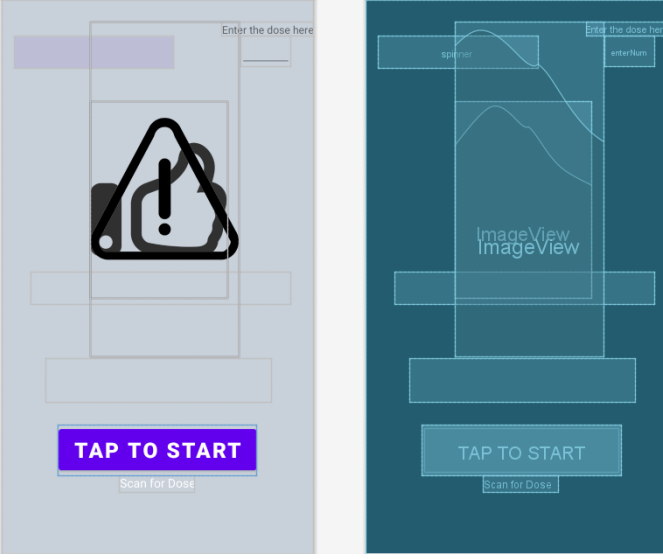 Enter the dose here
TAP TO START
Scan for Dose
Enter the dose here
spinner
enterNum
ImageView
ImageView
TAP TO START
Scan for Dose